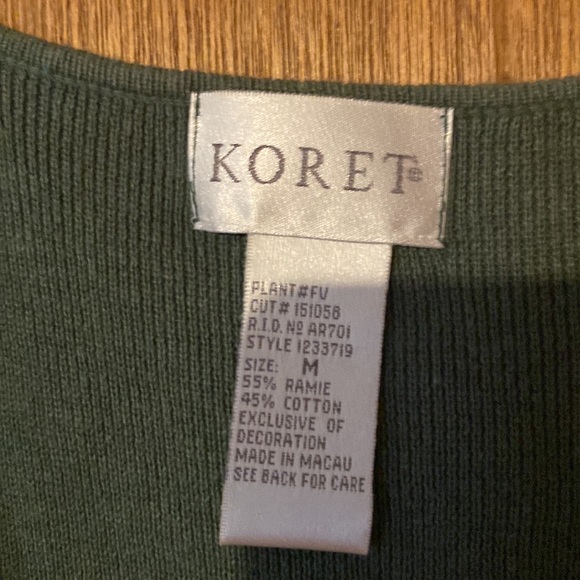 KORET®
PLANT#FU
CUT# 151058
R.I.D. Nº AR701
STYLE 1233719
SIZE: M
55% RAMIE
45% COTTON
EXCLUSIVE OF
DECORATION
MADE IN MACAU
SEE BACK FOR CARE